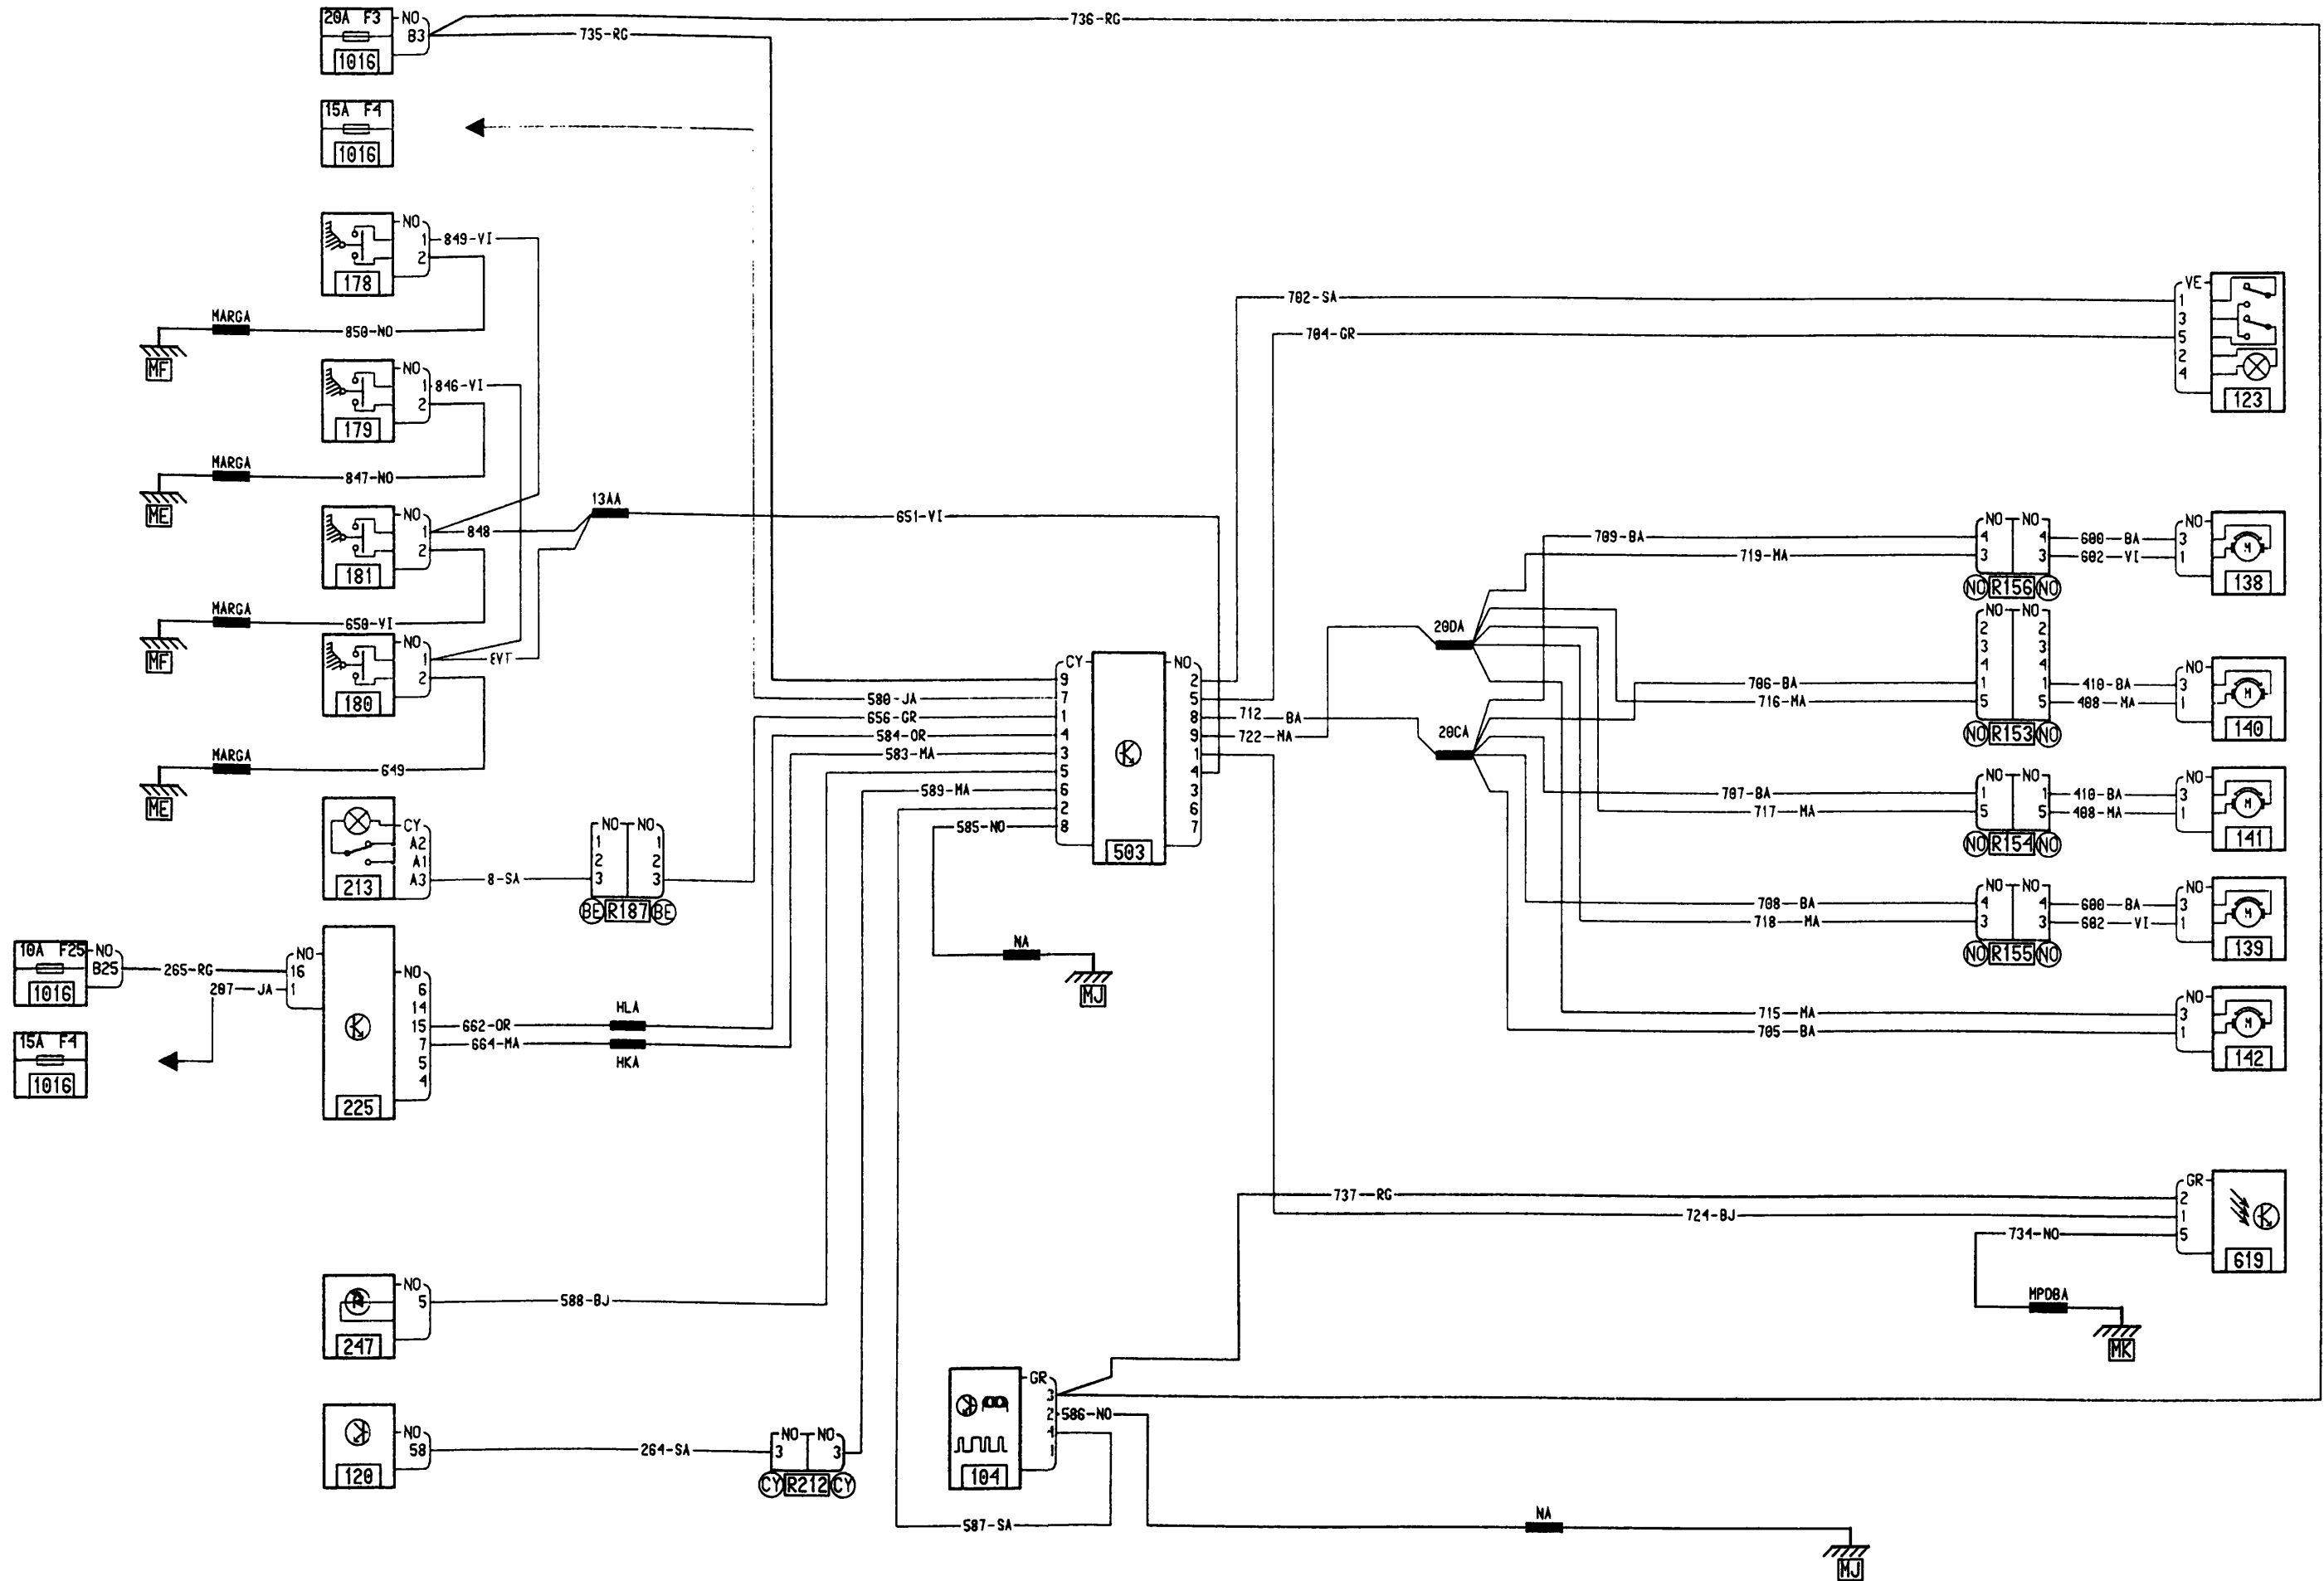 20A F3
1016
NO
B3
736-RG
735-RG
15A F4
1016
178
NO
1
2
849-VI
MARGA
850-NO
MF
179
NO
1
2
846-VI
MARGA
847-NO
ME
181
NO
1
2
848
13AA
651-VI
MARGA
650-VI
MF
180
NO
1
2
MARGA
649
ME
213
CY
A2
A1
A3
8-SA
NO NO
1 1
2 2
3 3
BE R187 BE
10A F25
1016
NO
B25
265-RG
207 JA
NO
16
1
15A F4
1016
225
NO
6
14
15
7
5
4
662-OR
HLA
664-MA
HKA
247
NO
5
588-BJ
120
NO
58
264-SA
NO NO
3 3
CY R212 CY
580-JA
656-GR
584-OR
583-MA
589-MA
585-NO
CY
9
7
1
4
3
5
6
2
8
503
NO
2
5
8
9
1
4
3
6
7
NA
MJ
702-SA
704-GR
712 BA
722-MA
20DA
20CA
VE
1
3
5
2
4
123
709-BA
719-MA
NO NO
4 4
3 3
NO R156 NO
600-BA
602-VI
NO
3
1
M
138
706-BA
716-MA
NO NO
2 2
3 3
4 4
1 1
5 5
NO R153 NO
410-BA
408-MA
NO
3
1
M
140
707-BA
717-MA
NO NO
1 1
5 5
NO R154 NO
410-BA
408-MA
NO
3
1
M
141
708-BA
718-MA
NO NO
4 4
3 3
NO R155 NO
600-BA
602-VI
NO
3
1
M
139
715-MA
705-BA
NO
3
1
M
142
737-RG
724-BJ
734-NO
GR
2
1
5
619
MPDBA
MK
104
GR
3
2
4
1
586-NO
587-SA
NA
MJ